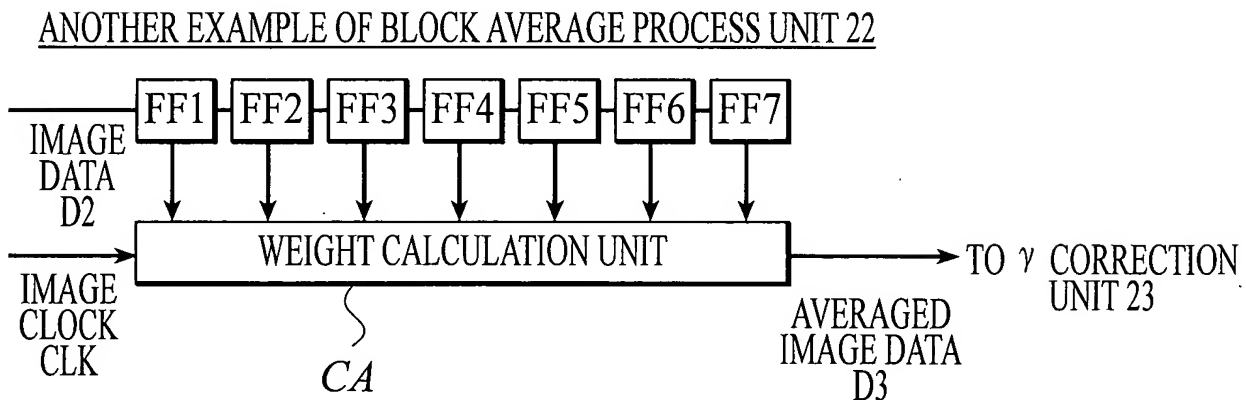 ANOTHER EXAMPLE OF BLOCK AVERAGE PROCESS UNIT 22
FF1 FF2 FF3 FF4 FF5 FF6 FF7
IMAGE
DATA
D2
WEIGHT CALCULATION UNIT
TO γ CORRECTION
UNIT 23
IMAGE
CLOCK
CLK
CA
AVERAGED
IMAGE DATA
D3